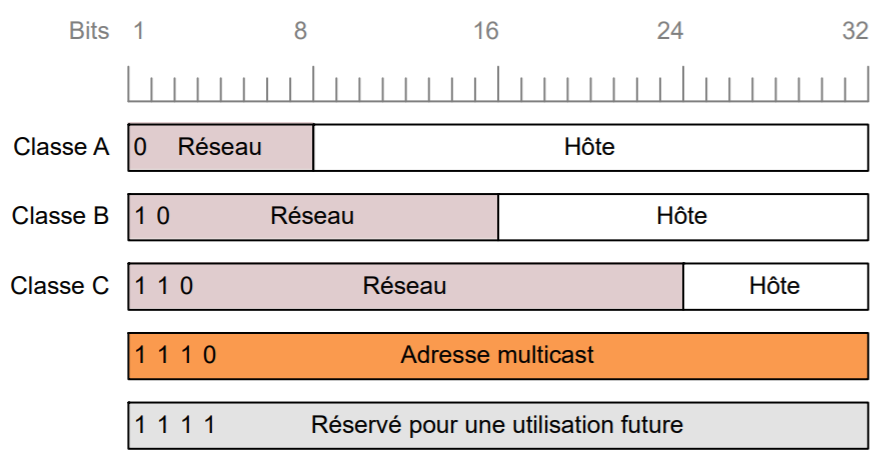 Bits 1 8 16 24 32
Classe A 0 Réseau Hôte
Classe B 1 0 Réseau Hôte
Classe C 1 1 0 Réseau Hôte
1 1 1 0 Adresse multicast
1 1 1 1 Réservé pour une utilisation future